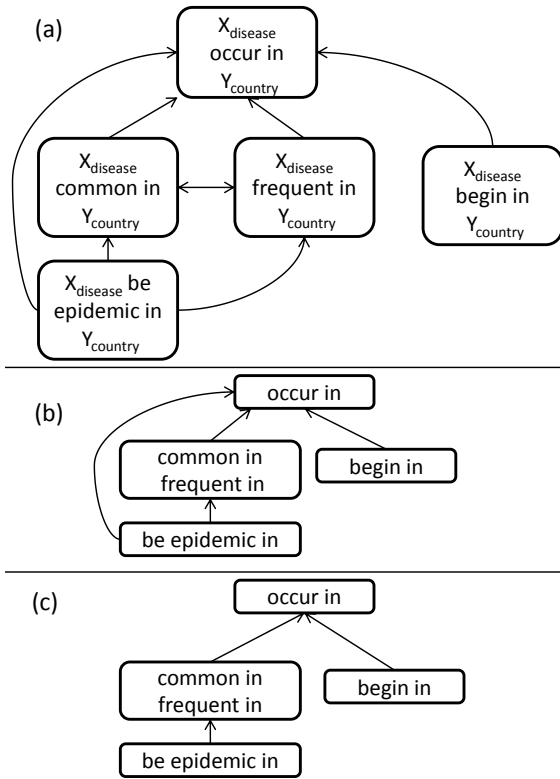 (a)
X_disease
occur in
Y_country
X_disease
common in
Y_country
X_disease
frequent in
Y_country
X_disease
begin in
Y_country
X_disease be
epidemic in
Y_country
(b)
occur in
common in
frequent in
begin in
be epidemic in
(c)
occur in
common in
frequent in
begin in
be epidemic in